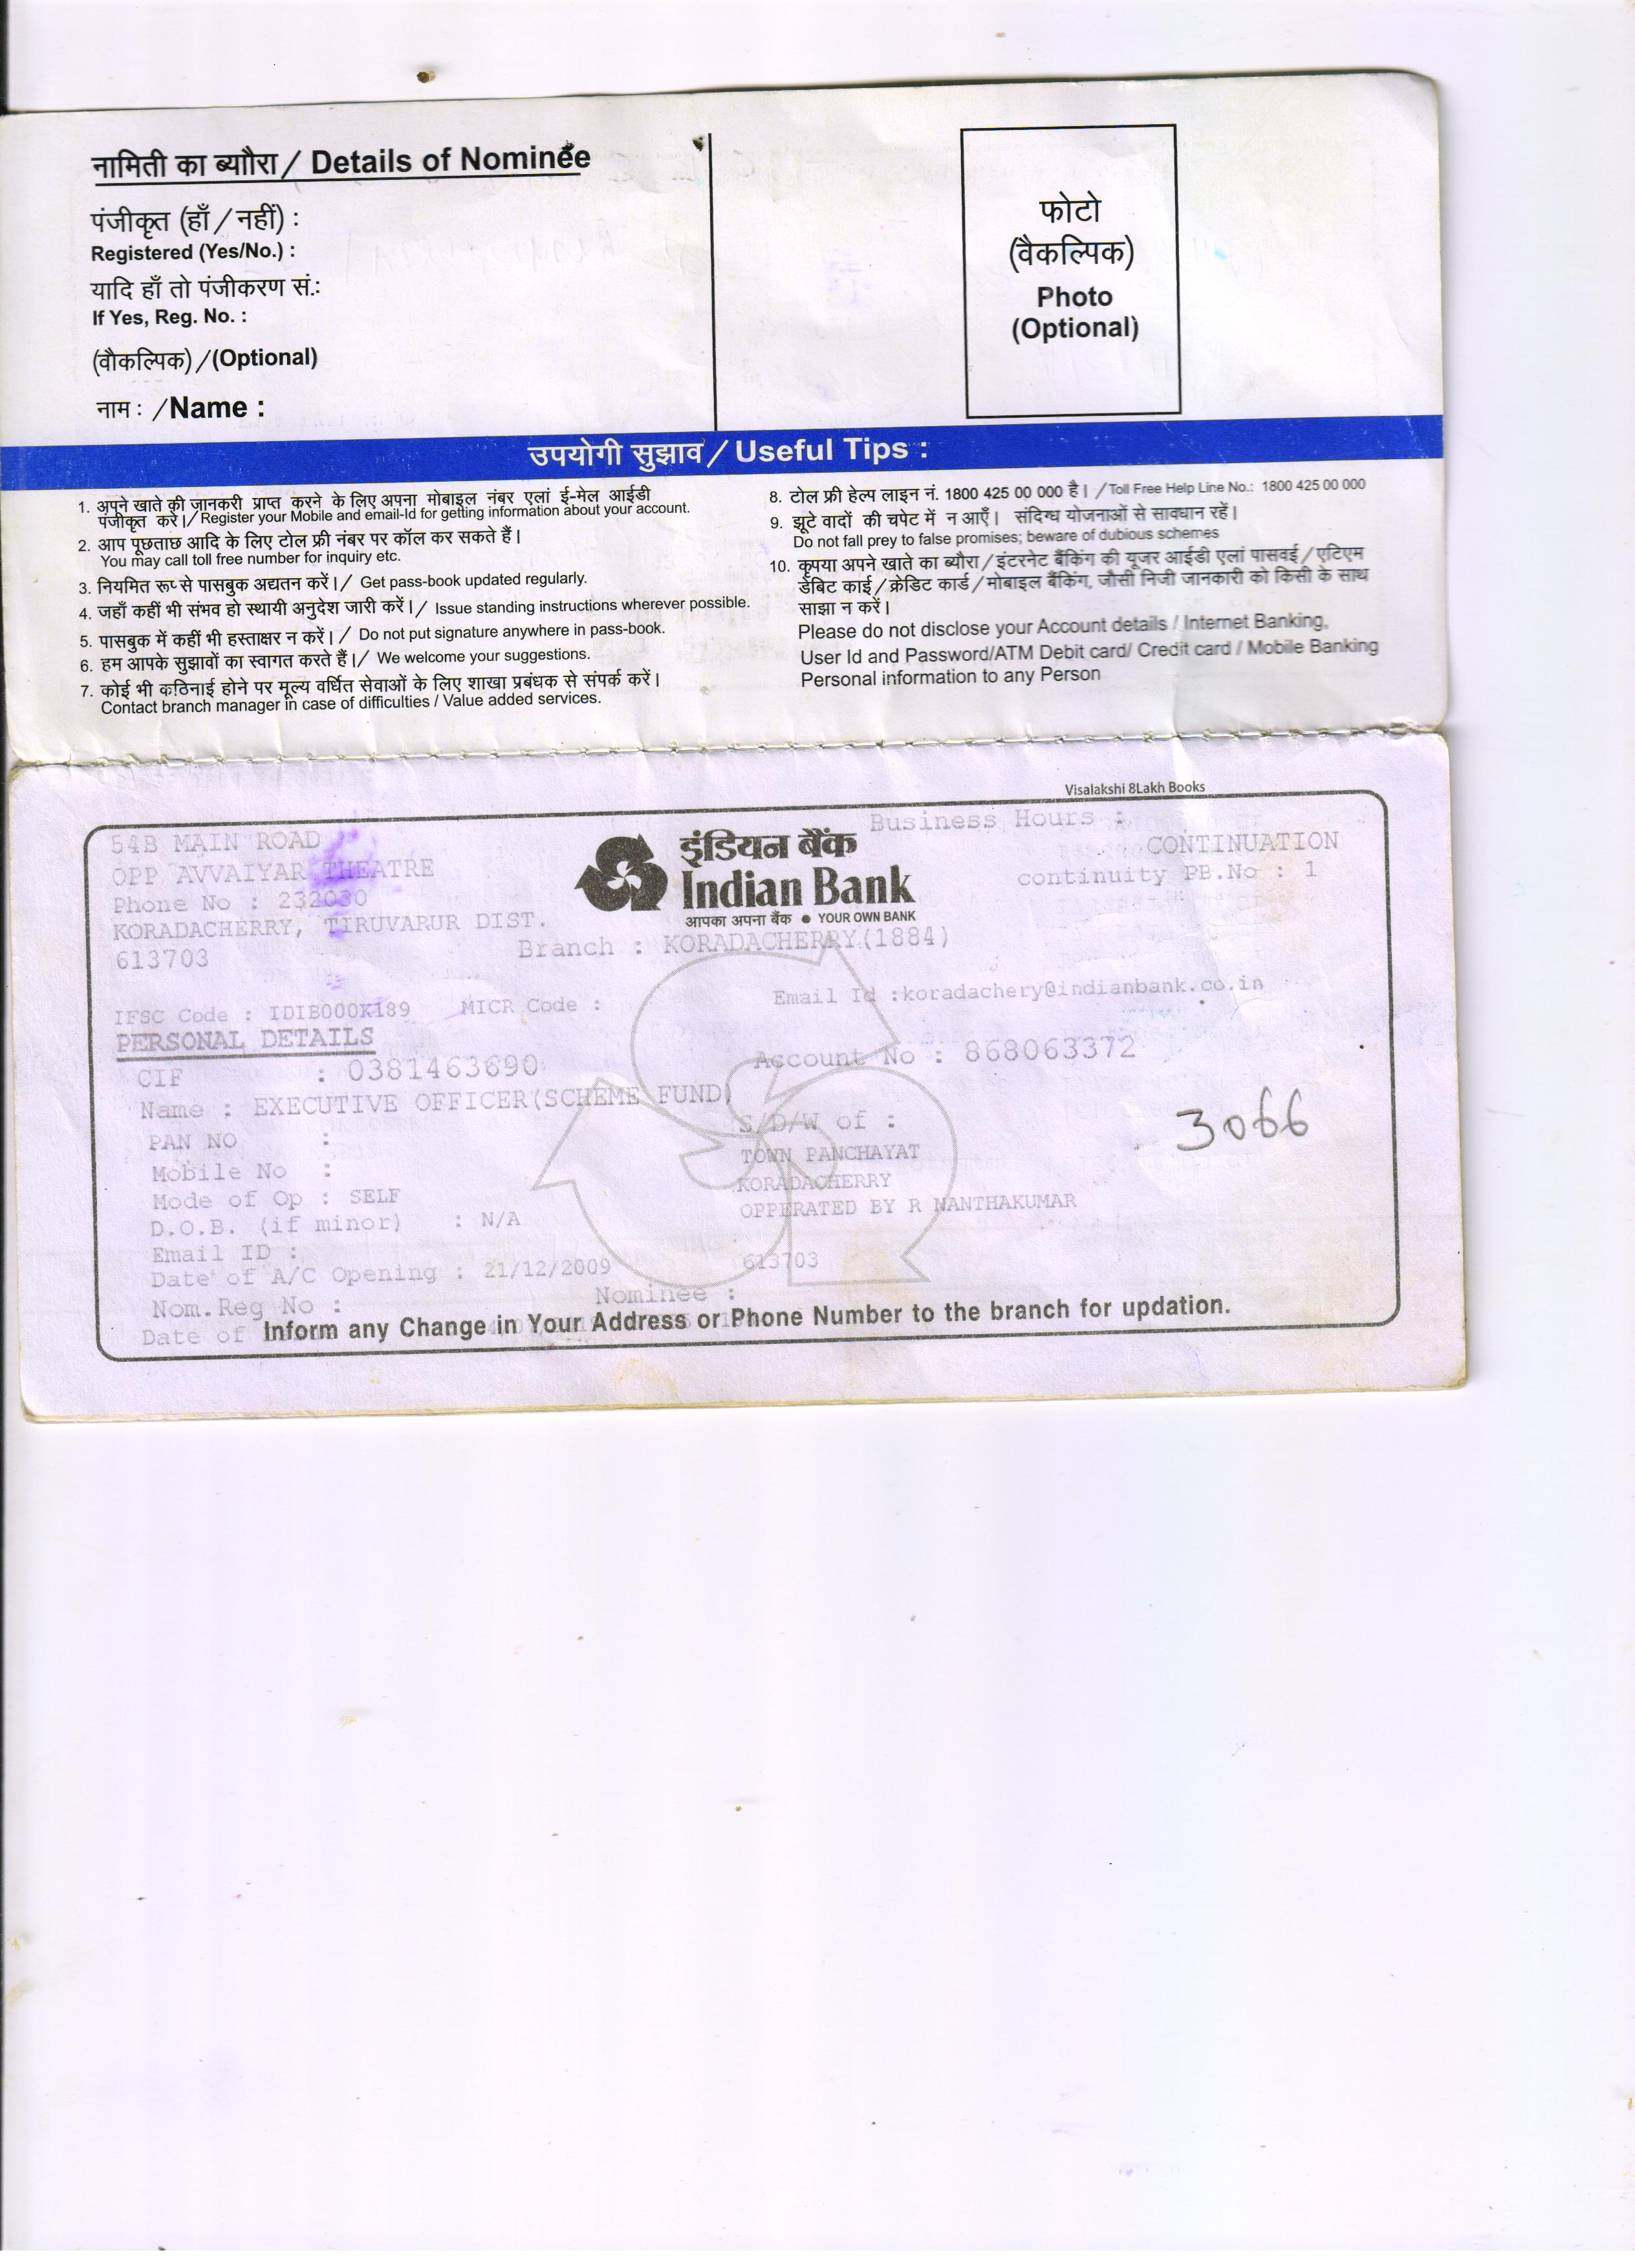 नामिती का ब्यौरा / Details of Nominee
पंजीकृत (हाँ / नहीं) :
Registered (Yes/No.) :
यादि हाँ तो पंजीकरण सं.:
If Yes, Reg. No. :
(वौकल्पिक) / (Optional)
नाम : / Name :
फोटो
(वैकल्पिक)
Photo
(Optional)
उपयोगी सुझाव / Useful Tips :
1. अपने खाते की जानकरी प्राप्त करने के लिए अपना मोबाइल नंबर एलां ई-मेल आईडी
पंजीकृत करें। / Register your Mobile and email-Id for getting information about your account.
2. आप पूछताछ आदि के लिए टोल फ्री नंबर पर कॉल कर सकते हैं।
You may call toll free number for inquiry etc.
3. नियमित रूप से पासबुक अद्यतन करें। / Get pass-book updated regularly.
4. जहाँ कहीं भी संभव हो स्थायी अनुदेश जारी करें। / Issue standing instructions wherever possible.
5. पासबुक में कहीं भी हस्ताक्षर न करें। / Do not put signature anywhere in pass-book.
6. हम आपके सुझावों का स्वागत करते हैं। / We welcome your suggestions.
7. कोई भी कठिनाई होने पर मूल्य वर्धित सेवाओं के लिए शाखा प्रबंधक से संपर्क करें।
Contact branch manager in case of difficulties / Value added services.
8. टोल फ्री हेल्प लाइन नं. 1800 425 00 000 है। / Toll Free Help Line No.: 1800 425 00 000
9. झूटे वादों की चपेट में न आएँ। संदिग्ध योजनाओं से सावधान रहें।
Do not fall prey to false promises; beware of dubious schemes
10. कृपया अपने खाते का ब्यौरा / इंटरनेट बैंकिंग की यूजर आईडी एलां पासवर्ड / एटिएम
डेबिट कार्ड / क्रेडिट कार्ड / मोबाइल बैंकिंग, जौसी निजी जानकारी को किसी के साथ
साझा न करें।
Please do not disclose your Account details / Internet Banking,
User Id and Password/ATM Debit card/ Credit card / Mobile Banking
Personal information to any Person
Visalakshi 8Lakh Books
54B MAIN ROAD
OPP AVVAIYAR THEATRE
Phone No : 232030
KORADACHERRY, TIRUVARUR DIST.
613703
इंडियन बैंक
Indian Bank
आपका अपना बैंक ● YOUR OWN BANK
Business Hours :
CONTINUATION
continuity PB.No : 1
Branch : KORADACHERRY(1884)
IFSC Code : IDIB000K189 MICR Code : Email Id :koradachery@indianbank.co.in
PERSONAL DETAILS
CIF : 0381463690 Account No : 868063372
Name : EXECUTIVE OFFICER(SCHEME FUND)
S/D/W of :
3066
PAN NO :
TOWN PANCHAYAT
Mobile No :
KORADACHERRY
Mode of Op : SELF
OPPERATED BY R NANTHAKUMAR
D.O.B. (if minor) : N/A
Email ID :
613703
Date of A/C Opening : 21/12/2009
Nom.Reg No : Nominee :
Date of
Inform any Change in Your Address or Phone Number to the branch for updation.